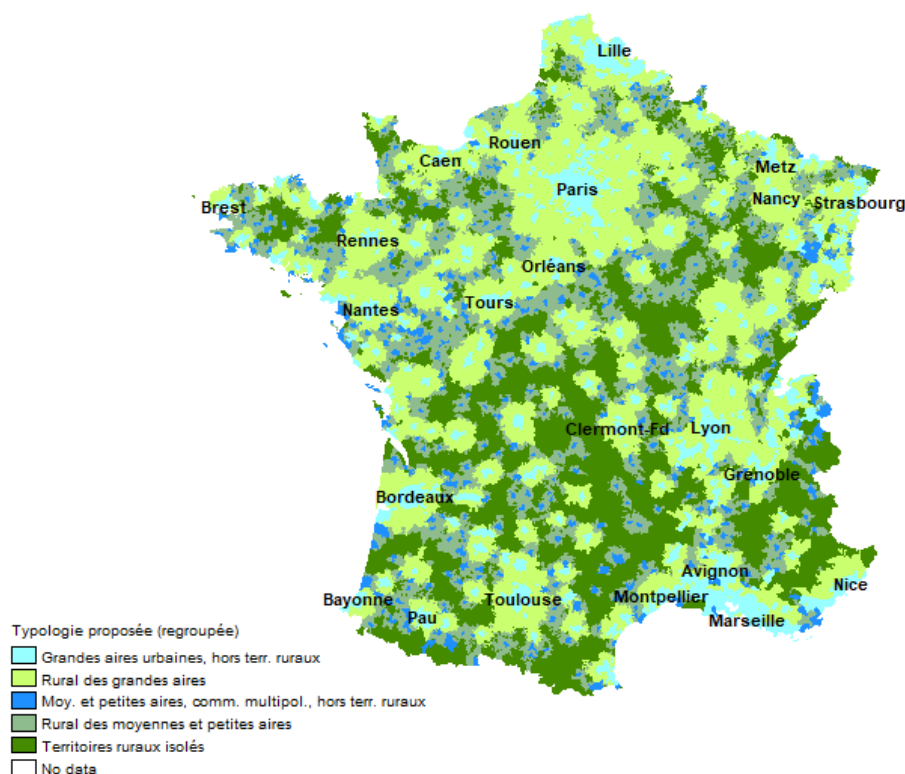 Lille
Rouen
Caen
Metz
Paris
Nancy
Strasbourg
Brest
Rennes
Orléans
Tours
Nantes
Clermont-Fd
Lyon
Grenoble
Bordeaux
Avignon
Nice
Bayonne
Toulouse
Montpellier
Marseille
Pau
Typologie proposée (regroupée)
Grandes aires urbaines, hors terr. ruraux
Rural des grandes aires
Moy. et petites aires, comm. multipol., hors terr. ruraux
Rural des moyennes et petites aires
Territoires ruraux isolés
No data